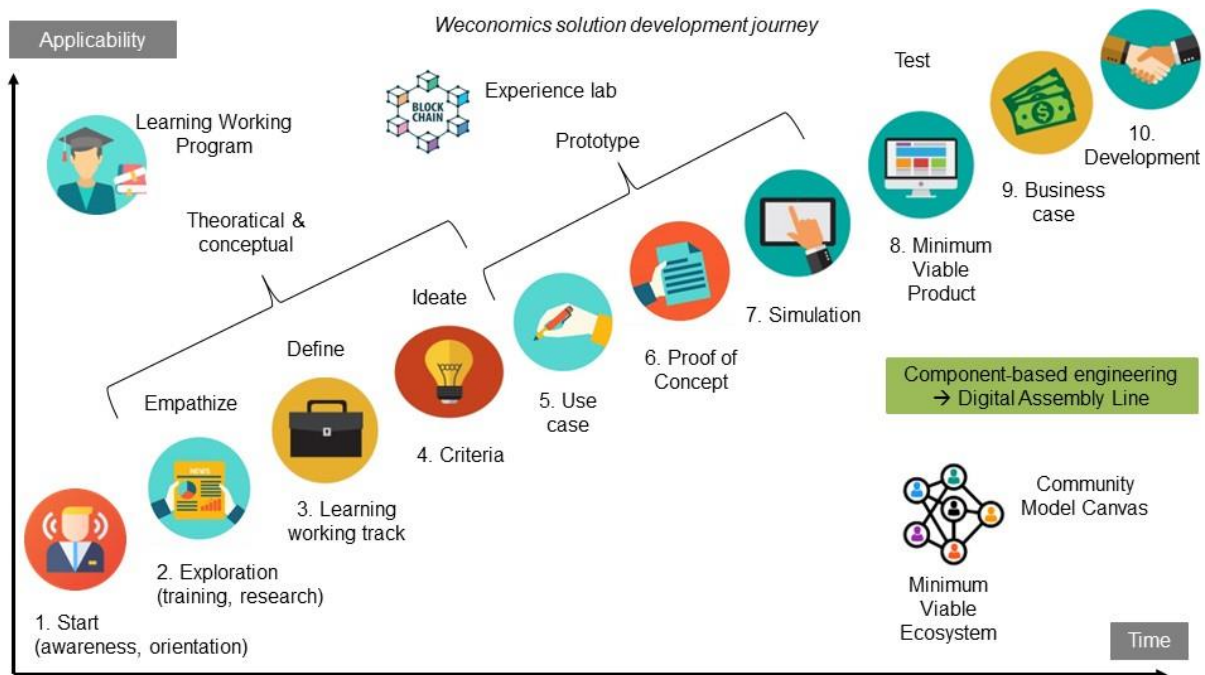 Weconomics solution development journey
Applicability
Learning Working
Program
BLOCK
CHAIN
Experience lab
Prototype
Test
Theoratical &
conceptual
Empathize
Define
Ideate
1. Start
(awareness, orientation)
NEWS
2. Exploration
(training, research)
3. Learning
working track
4. Criteria
5. Use
case
6. Proof of
Concept
7. Simulation
8. Minimum
Viable
Product
$
9. Business
case
10.
Development
Component-based engineering
→ Digital Assembly Line
Community
Model Canvas
Minimum
Viable
Ecosystem
Time